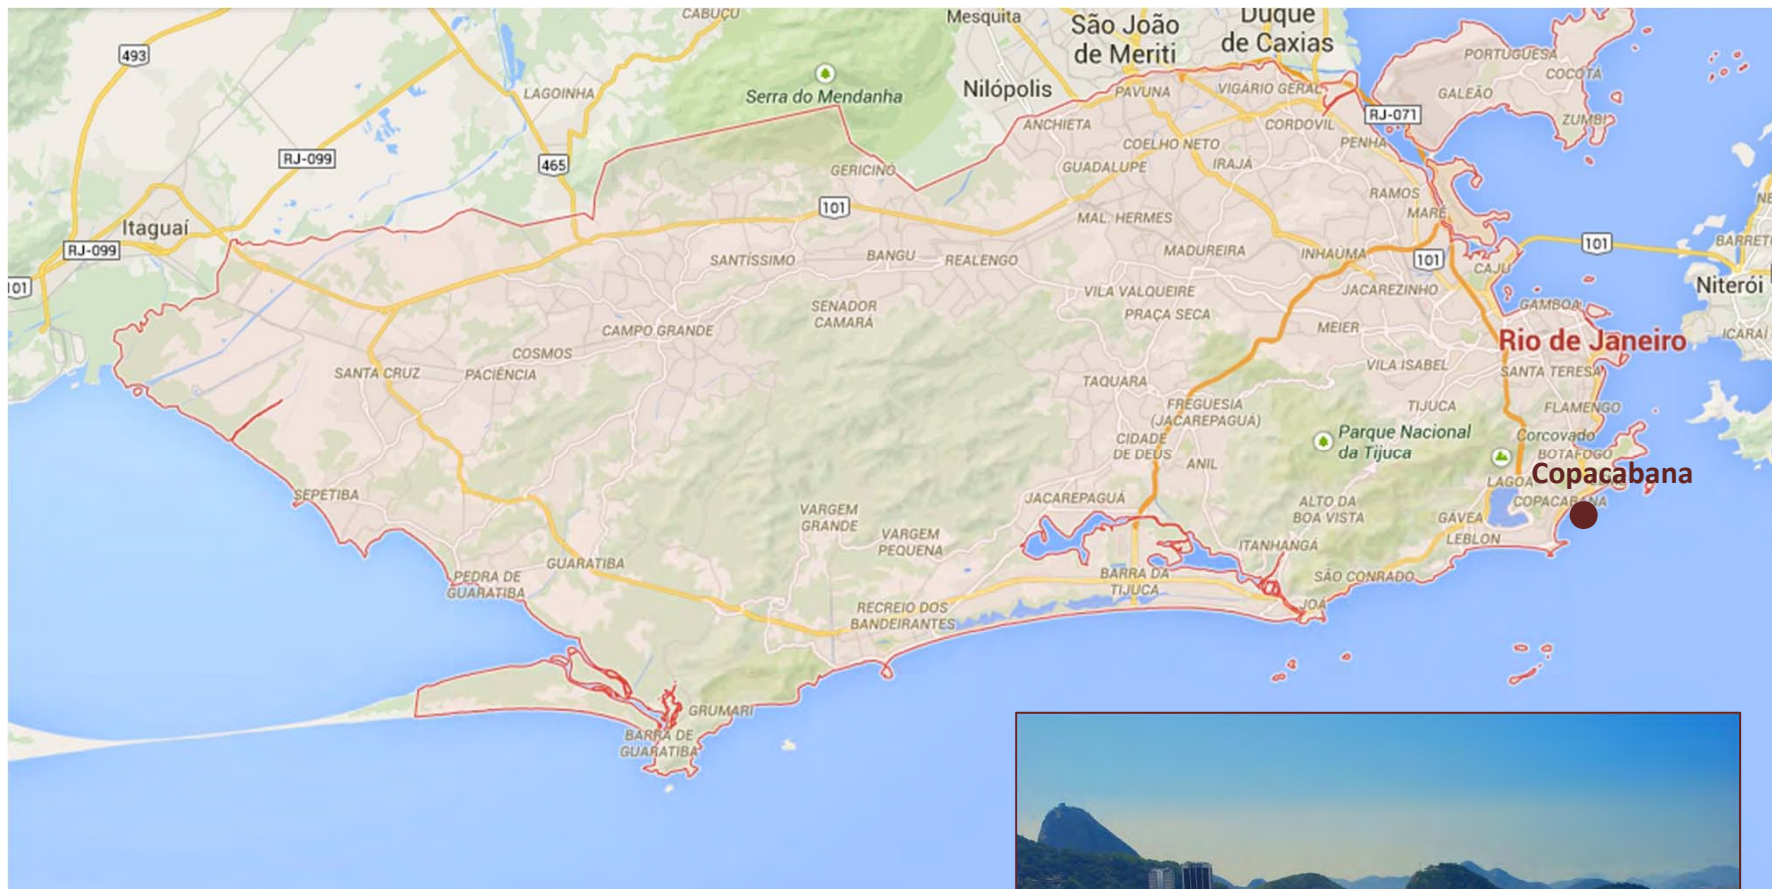 CABUÇU
Mesquita
São João
de Meriti
Duque
de Caxias
493
LAGOINHA
Serra do Mendanha
Nilópolis
PAVUNA
VIGÁRIO GERAL
PORTUGUESA
COCOTÁ
GALEÃO
ZUMBI
RJ-071
ANCHIETA
CORDOVIL
PENHA
COELHO NETO
IRAJÁ
GUADALUPE
RJ-099
465
GERICINÓ
RAMOS
MARÉ
101
MAL. HERMES
Itaguaí
RJ-099
SANTÍSSIMO
BANGU
REALENGO
MADUREIRA
INHAÚMA
101
CAJU
101
BARRETO
Niterói
101
VILA VALQUEIRE
PRAÇA SECA
JACAREZINHO
GAMBOA
SENADOR
CAMARÁ
CAMPO GRANDE
MEIER
Rio de Janeiro
ICARAÍ
COSMOS
SANTA CRUZ
PACIÊNCIA
VILA ISABEL
SANTA TERESA
TAQUARA
FREGUESIA
(JACAREPAGUÁ)
TIJUCA
FLAMENGO
CIDADE
DE DEUS
ANIL
Parque Nacional
da Tijuca
Corcovado
BOTAFOGO
Copacabana
LAGOA
COPACABANA
SEPETIBA
JACAREPAGUÁ
ALTO DA
BOA VISTA
GÁVEA
LEBLON
VARGEM
GRANDE
VARGEM
PEQUENA
ITANHANGÁ
GUARATIBA
PEDRA DE
GUARATIBA
BARRA DA
TIJUCA
SÃO CONRADO
JOÁ
RECREIO DOS
BANDEIRANTES
GRUMARI
BARRA DE
GUARATIBA